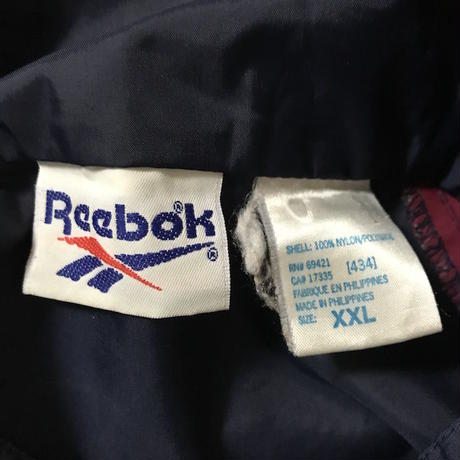 Reebok®
®
SHELL: 100% NYLON/POLYAMIDE
RN# 69421 [434]
CA# 17335
FABRIQUE EN PHILIPPINES
MADE IN PHILIPPINES
SIZE: XXL